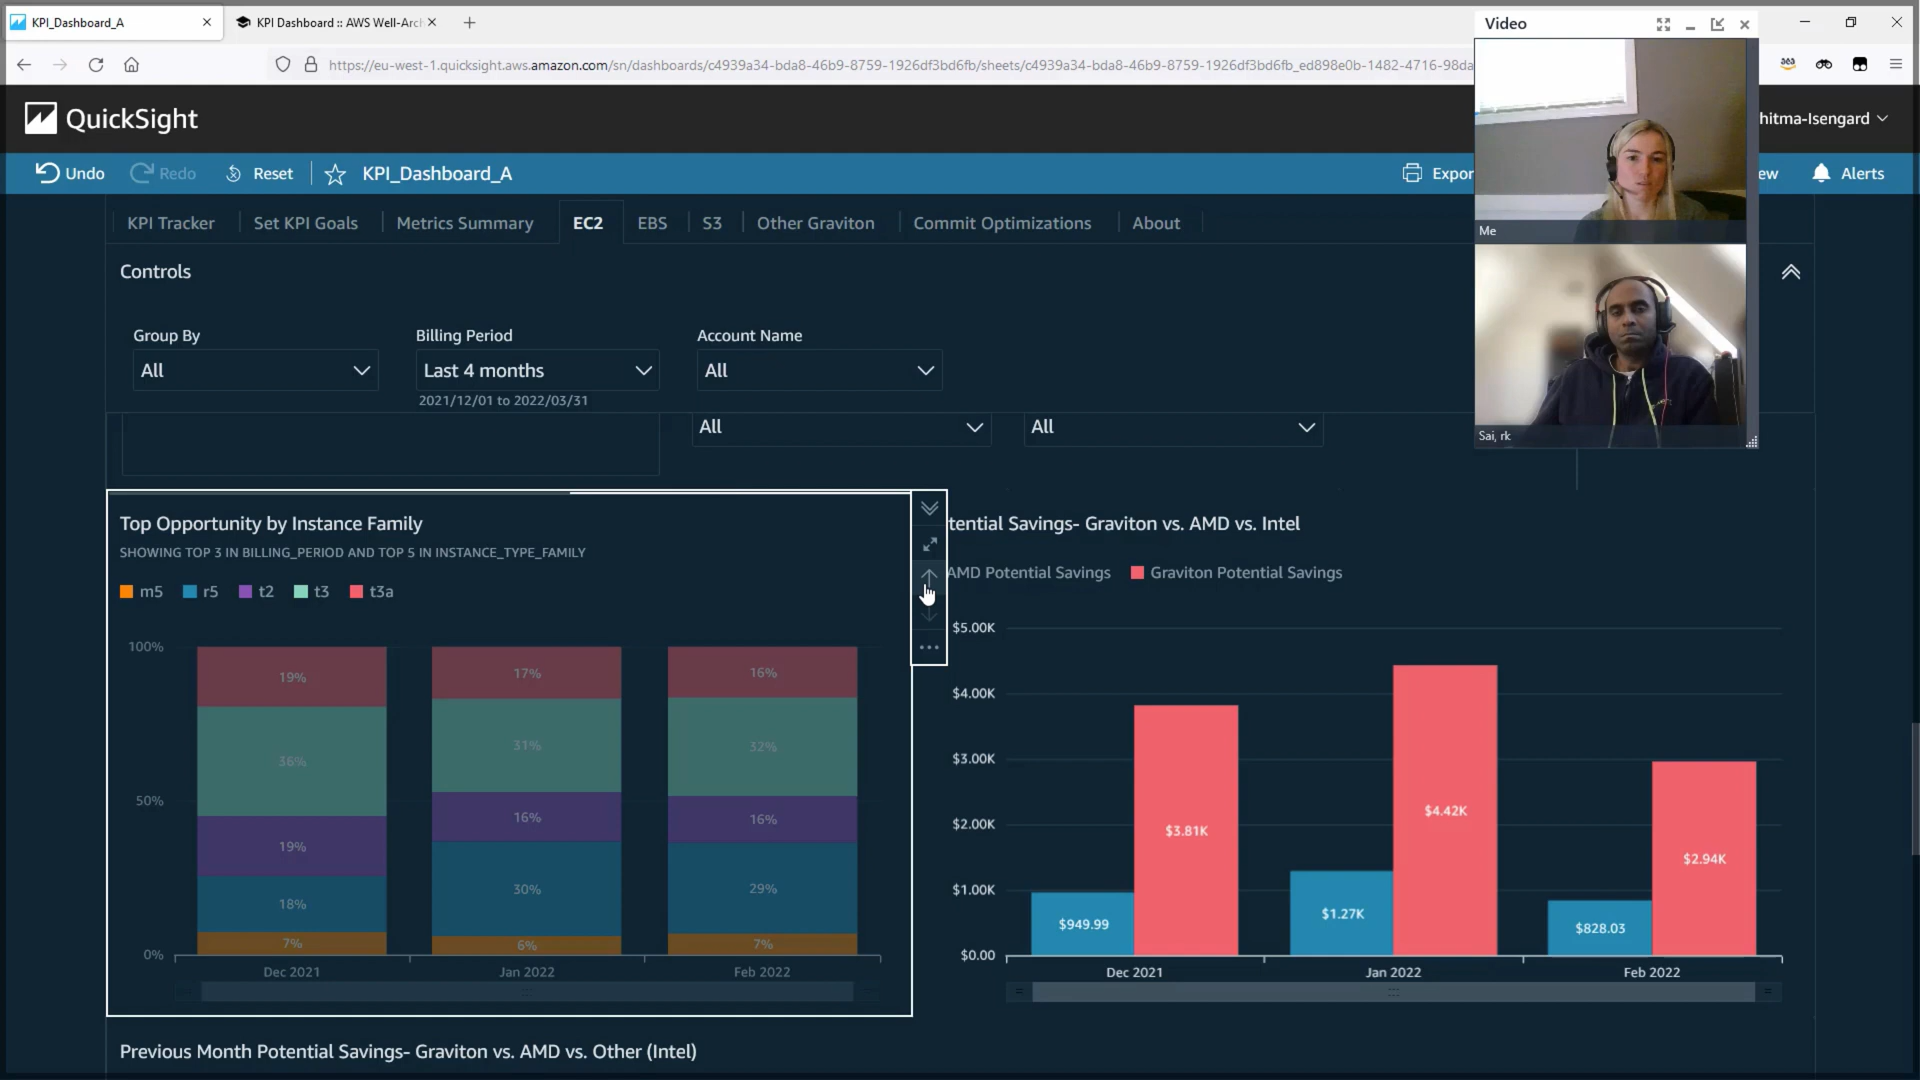 KPI_Dashboard_A
KPI Dashboard :: AWS Well-Arch
https://eu-west-1.quicksight.aws.amazon.com/sn/dashboards/c4939a34-bda8-46b9-8759-1926df3bd6fb/sheets/c4939a34-bda8-46b9-8759-1926df3bd6fb_ed898e0b-1482-4716-98da
Video
QuickSight
hitma-Isengard
Undo Redo Reset KPI_Dashboard_A Expor ew Alerts
KPI Tracker Set KPI Goals Metrics Summary EC2 EBS S3 Other Graviton Commit Optimizations About
Me
Controls
Group By Billing Period Account Name
All Last 4 months All
2021/12/01 to 2022/03/31
All All
Sai, rk
Top Opportunity by Instance Family
SHOWING TOP 3 IN BILLING_PERIOD AND TOP 5 IN INSTANCE_TYPE_FAMILY
m5 r5 t2 t3 t3a
100%
50%
0%
19% 17% 16%
36% 31% 32%
19% 16% 16%
18% 30% 29%
7% 6% 7%
Dec 2021 Jan 2022 Feb 2022
tential Savings- Graviton vs. AMD vs. Intel
AMD Potential Savings Graviton Potential Savings
$5.00K
$4.00K
$3.00K
$2.00K
$1.00K
$0.00
$949.99 $3.81K $1.27K $4.42K $828.03 $2.94K
Dec 2021 Jan 2022 Feb 2022
Previous Month Potential Savings- Graviton vs. AMD vs. Other (Intel)